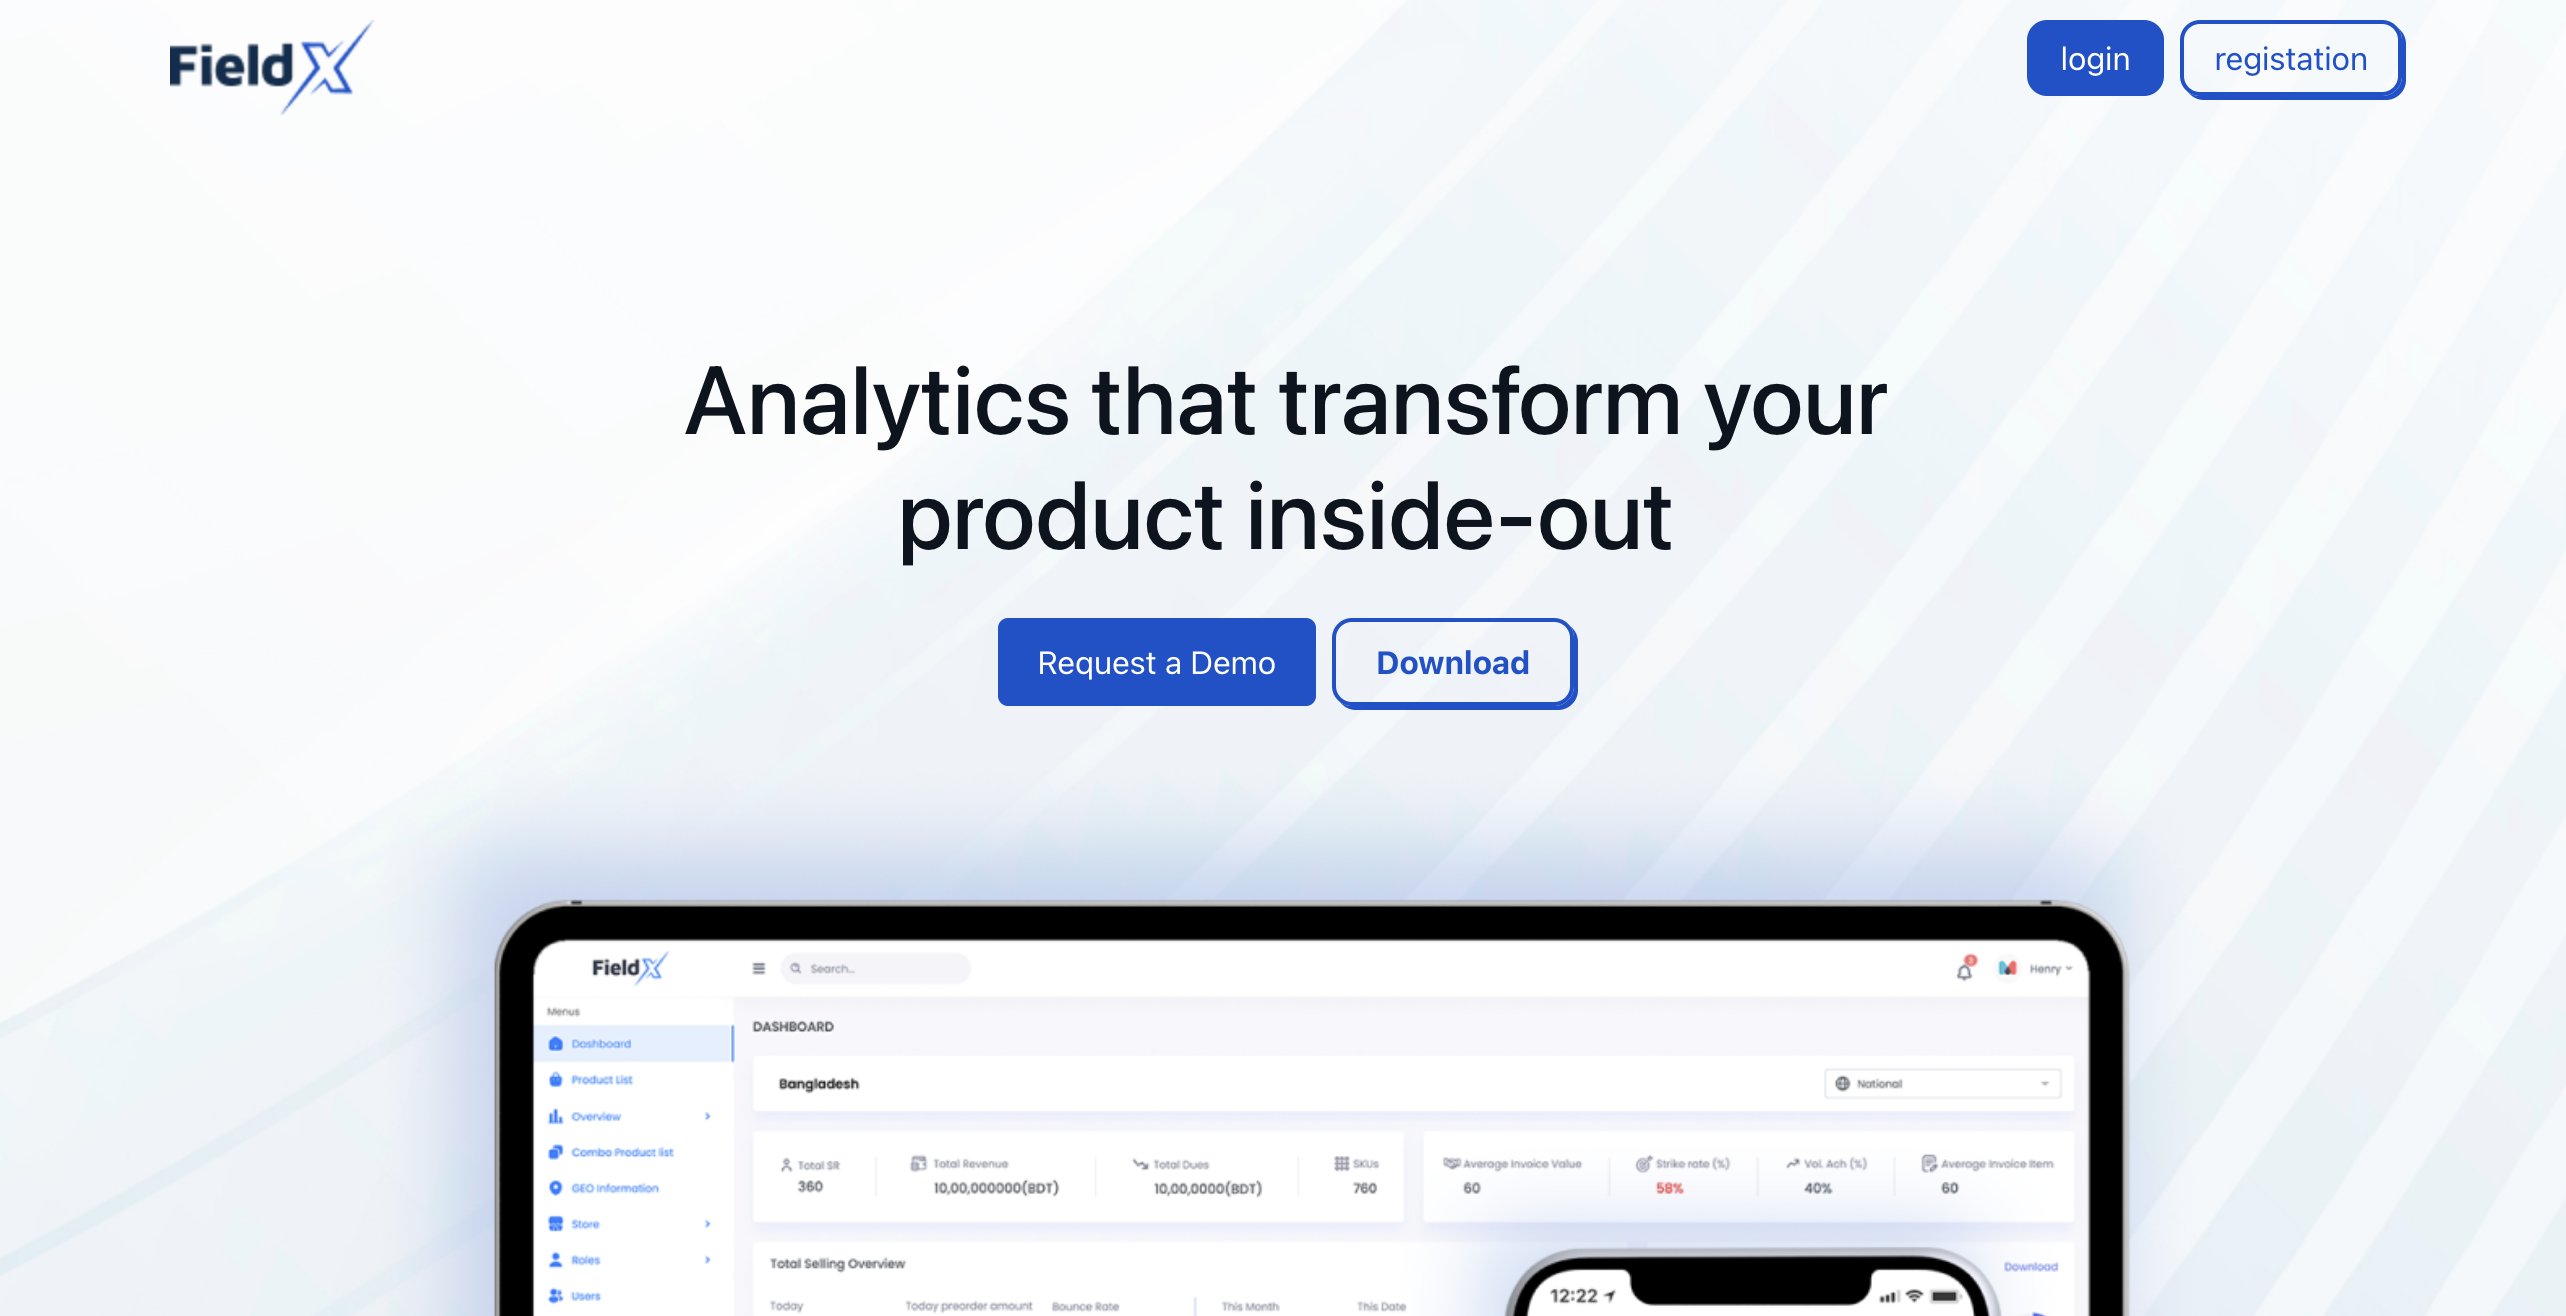 FieldX
login
registation
Analytics that transform your
product inside-out
Request a Demo
Download
FieldX
Search...
3
Henry
Menus
Dashboard
Product List
Overview
Combo Product list
GEO Information
Store
Roles
Users
DASHBOARD
Bangladesh
National
Total SR
360
Total Revenue
10,00,000000(BDT)
Total Dues
10,00,0000(BDT)
SKUs
760
Average Invoice Value
60
Strike rate (%)
58%
Vol. Ach (%)
40%
Average Invoice Item
60
Total Selling Overview
Download
Today
Today preorder amount
Bounce Rate
This Month
This Date
12:22